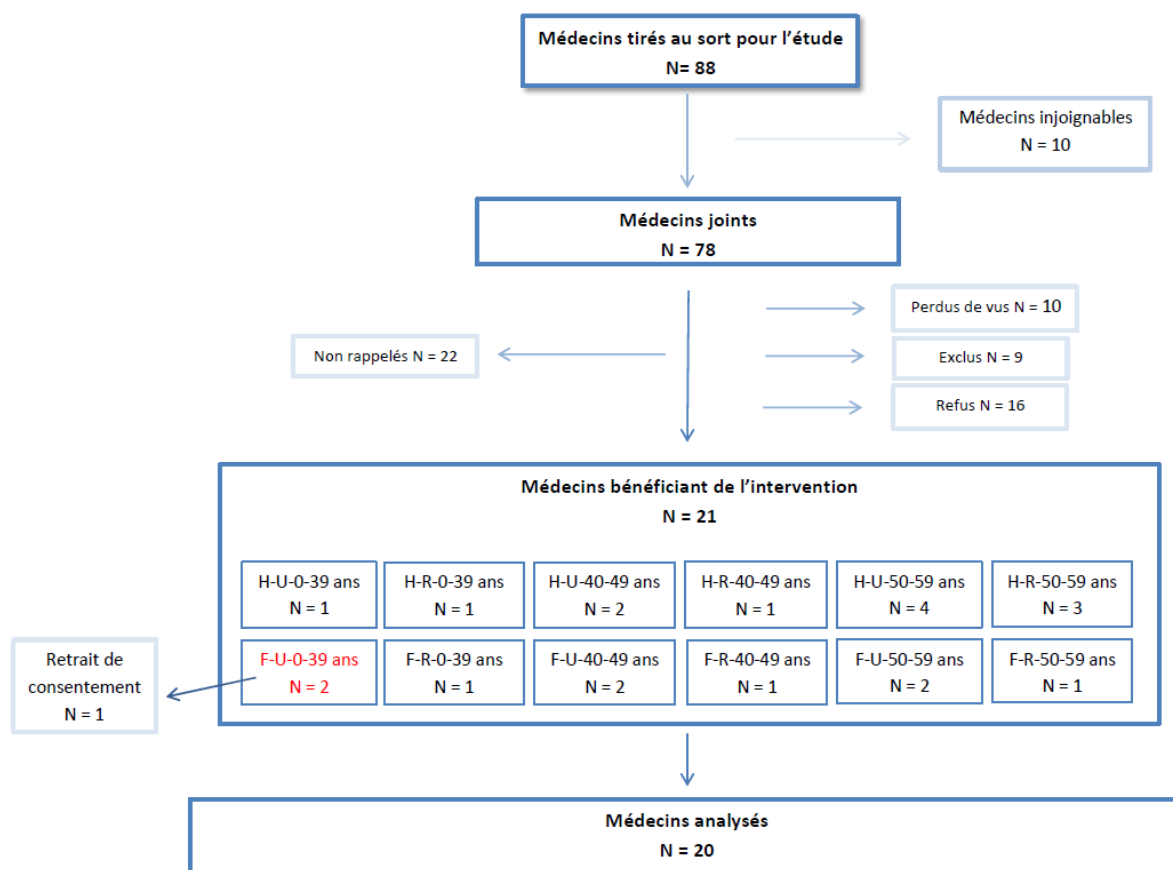 Médecins tirés au sort pour l'étude
N= 88
Médecins injoignables
N = 10
Médecins joints
N = 78
Perdus de vus N = 10
Non rappelés N = 22
Exclus N = 9
Refus N = 16
Médecins bénéficiant de l'intervention
N = 21
H-U-0-39 ans
N = 1
H-R-0-39 ans
N = 1
H-U-40-49 ans
N = 2
H-R-40-49 ans
N = 1
H-U-50-59 ans
N = 4
H-R-50-59 ans
N = 3
Retrait de
consentement
N = 1
F-U-0-39 ans
N = 2
F-R-0-39 ans
N = 1
F-U-40-49 ans
N = 2
F-R-40-49 ans
N = 1
F-U-50-59 ans
N = 2
F-R-50-59 ans
N = 1
Médecins analysés
N = 20